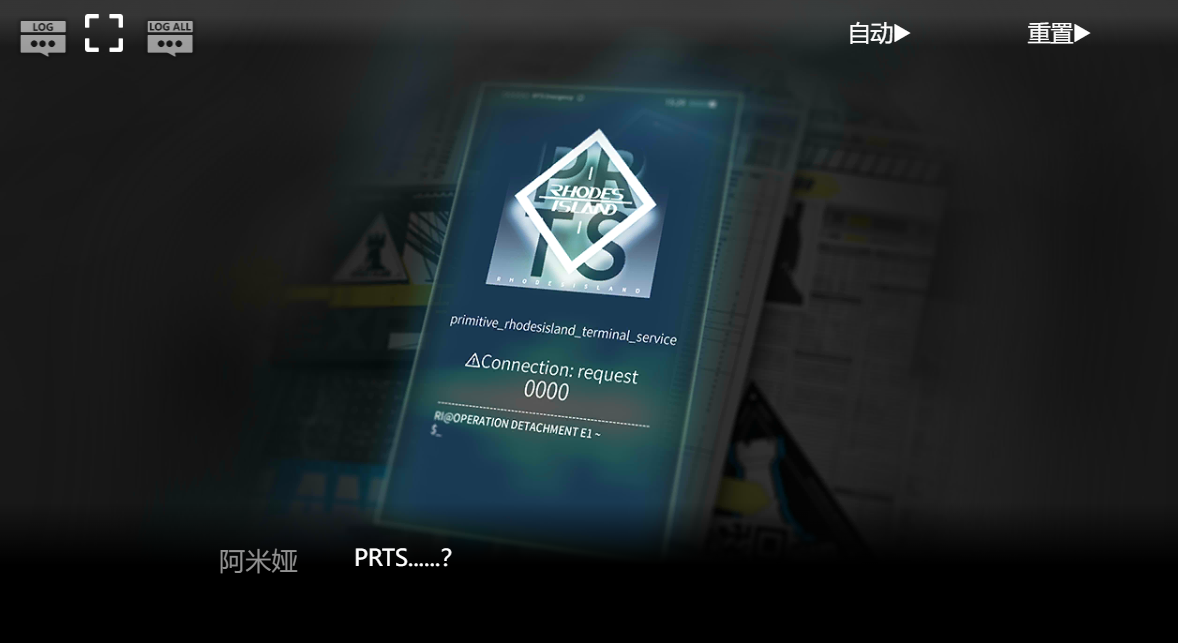 LOG
LOG ALL
自动▶
重置▶
PRTS
RHODES
ISLAND
RHODESISLAND
primitive_rhodesisland_terminal_service
⚠Connection: request
0000
RI@OPERATION DETACHMENT E1 ~
$_
阿米娅 PRTS......?